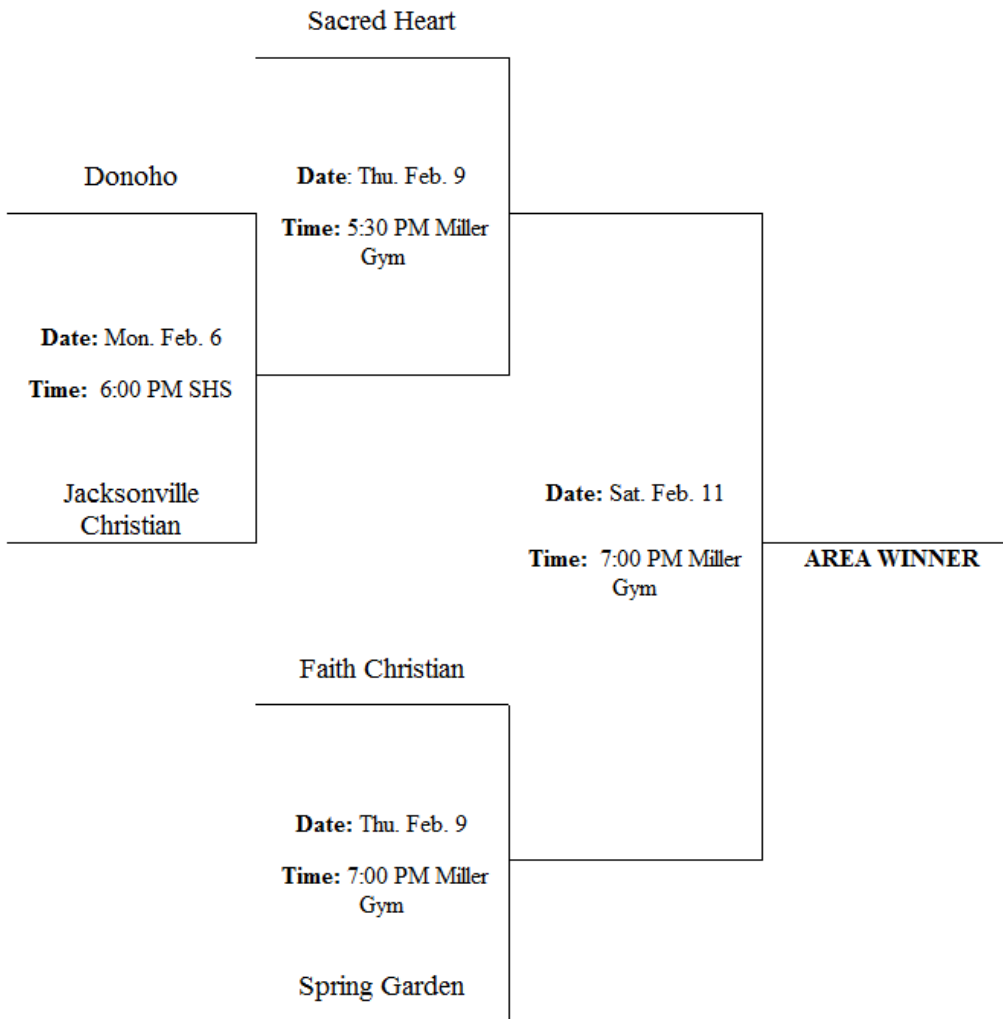 Sacred Heart
Donoho
Date: Thu. Feb. 9
Time: 5:30 PM Miller
Gym
Date: Mon. Feb. 6
Time: 6:00 PM SHS
Jacksonville
Christian
Date: Sat. Feb. 11
Time: 7:00 PM Miller
Gym
AREA WINNER
Faith Christian
Date: Thu. Feb. 9
Time: 7:00 PM Miller
Gym
Spring Garden